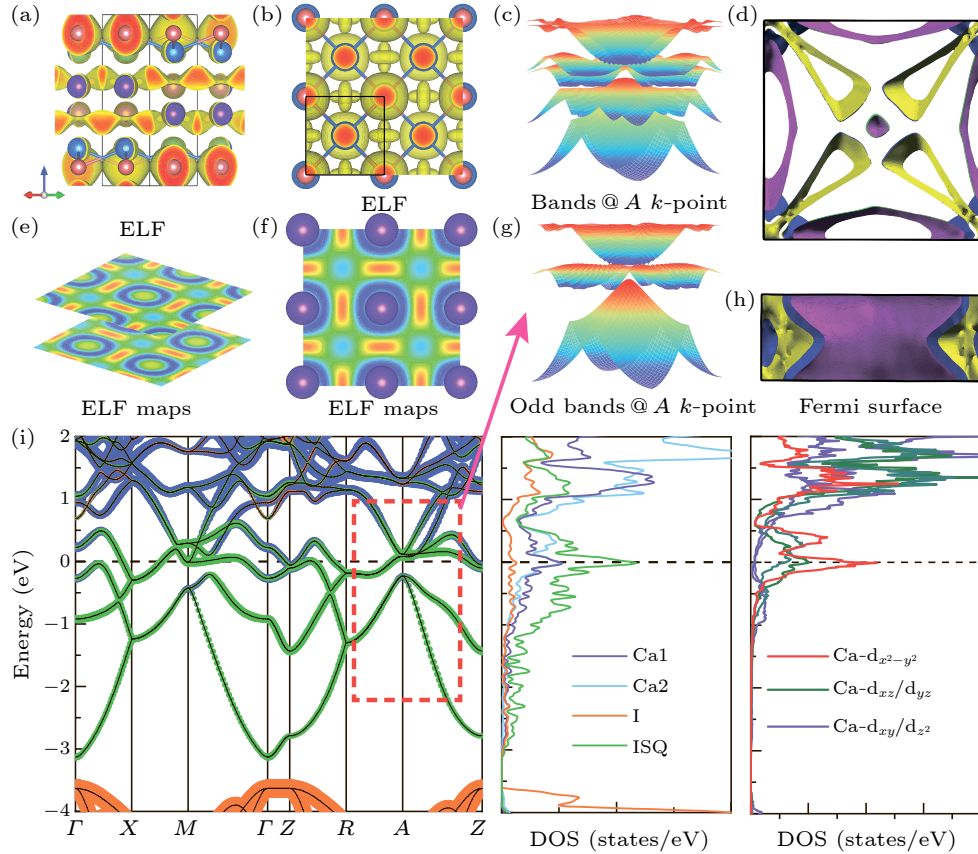 (a)
(b)
(c)
(d)
ELF
ELF
Bands @ A k-point
(e)
(f)
(g)
(h)
ELF maps
ELF maps
Odd bands @ A k-point
Fermi surface
(i)
2
1
0
−1
−2
−3
−4
Energy (eV)
Γ X M Γ Z R A Z
Ca1
Ca2
I
ISQ
DOS (states/eV)
Ca-dx²−y²
Ca-dxz/dyz
Ca-dxy/dz²
DOS (states/eV)